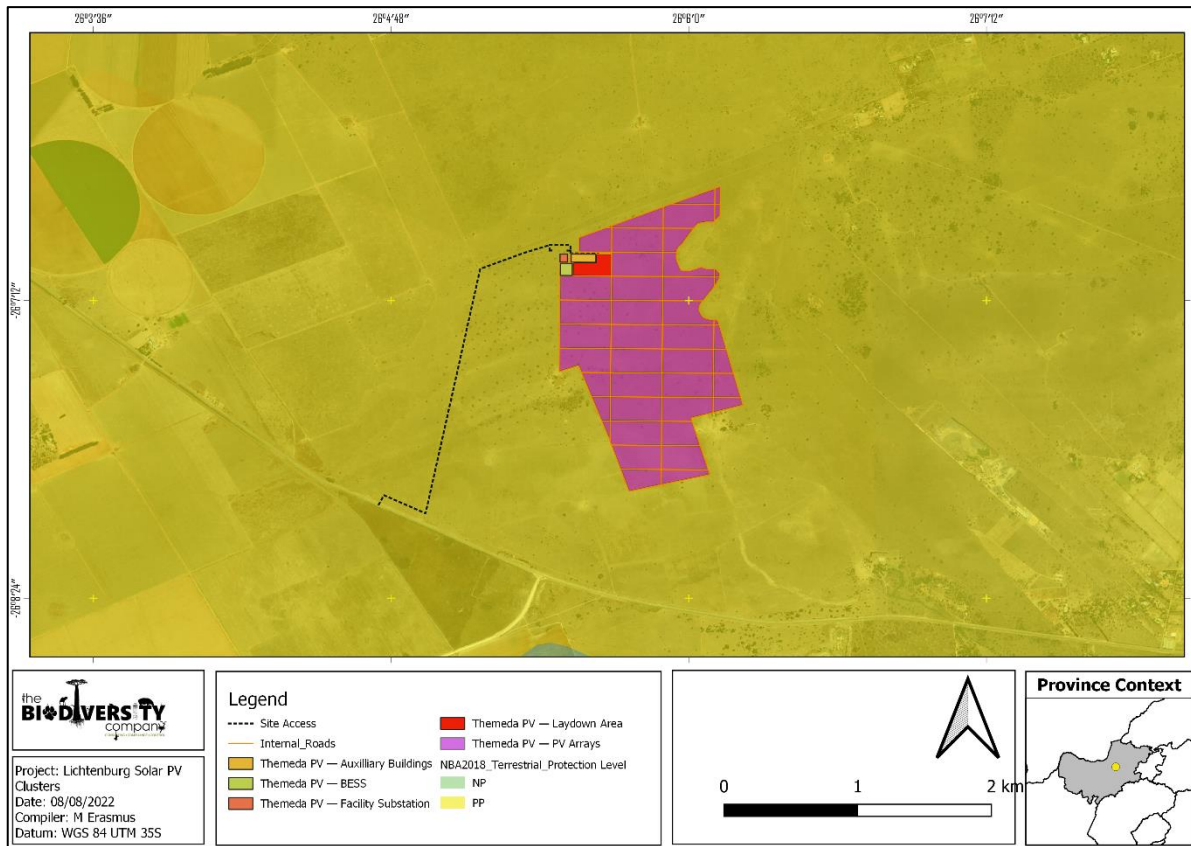 26°3'36"
26°4'48"
26°6'0"
26°7'12"
-26°7'12"
-26°8'24"
the
BIODIVERSITY
company
Project: Lichtenburg Solar PV
Clusters
Date: 08/08/2022
Compiler: M Erasmus
Datum: WGS 84 UTM 35S
Legend
Site Access
Internal_Roads
Themeda PV — Auxilliary Buildings
Themeda PV — BESS
Themeda PV — Facility Substation
Themeda PV — Laydown Area
Themeda PV — PV Arrays
NBA2018_Terrestrial_Protection Level
NP
PP
0 1 2 km
Province Context